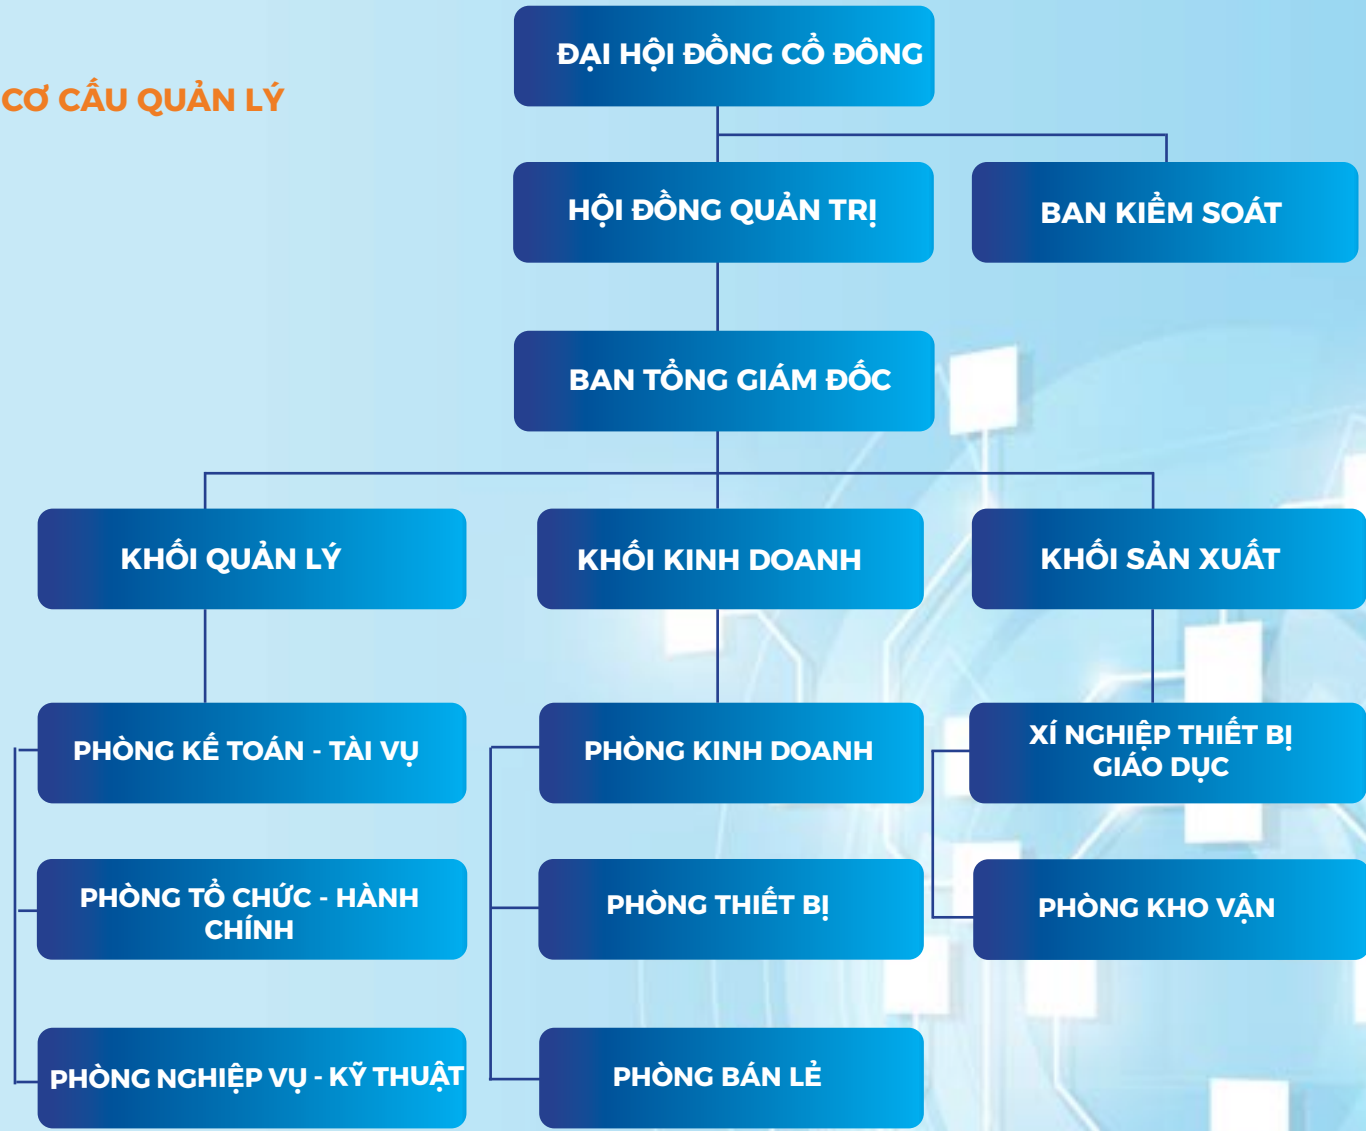 ĐẠI HỘI ĐỒNG CỔ ĐÔNG
CƠ CẤU QUẢN LÝ
HỘI ĐỒNG QUẢN TRỊ
BAN KIỂM SOÁT
BAN TỔNG GIÁM ĐỐC
KHỐI QUẢN LÝ
KHỐI KINH DOANH
KHỐI SẢN XUẤT
PHÒNG KẾ TOÁN - TÀI VỤ
PHÒNG KINH DOANH
XÍ NGHIỆP THIẾT BỊ
GIÁO DỤC
PHÒNG TỔ CHỨC - HÀNH
CHÍNH
PHÒNG THIẾT BỊ
PHÒNG KHO VẬN
PHÒNG NGHIỆP VỤ - KỸ THUẬT
PHÒNG BÁN LẺ